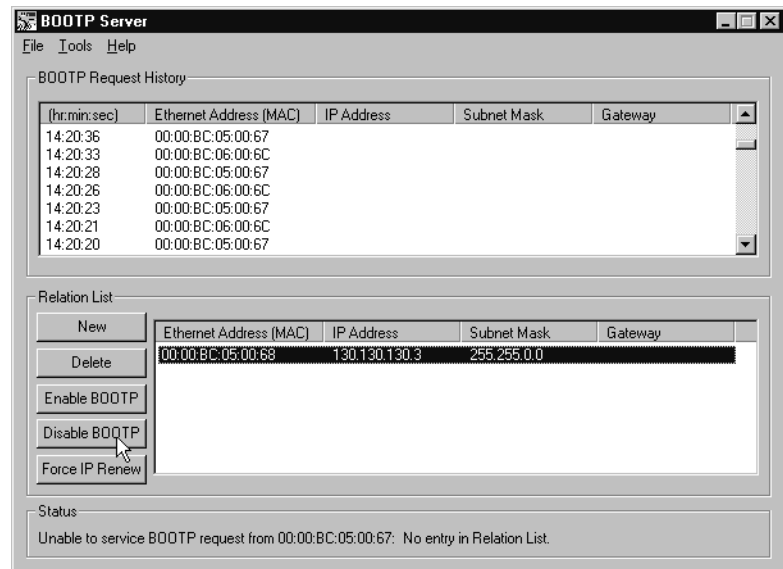 BOOTP Server
File Tools Help
BOOTP Request History
(hr:min:sec) Ethernet Address (MAC) IP Address Subnet Mask Gateway
14:20:36 00:00:BC:05:00:67
14:20:33 00:00:BC:06:00:6C
14:20:28 00:00:BC:05:00:67
14:20:26 00:00:BC:06:00:6C
14:20:23 00:00:BC:05:00:67
14:20:21 00:00:BC:06:00:6C
14:20:20 00:00:BC:05:00:67
Relation List
New
Delete
Enable BOOTP
Disable BOOTP
Force IP Renew
Ethernet Address (MAC) IP Address Subnet Mask Gateway
00:00:BC:05:00:68 130.130.130.3 255.255.0.0
Status
Unable to service BOOTP request from 00:00:BC:05:00:67: No entry in Relation List.